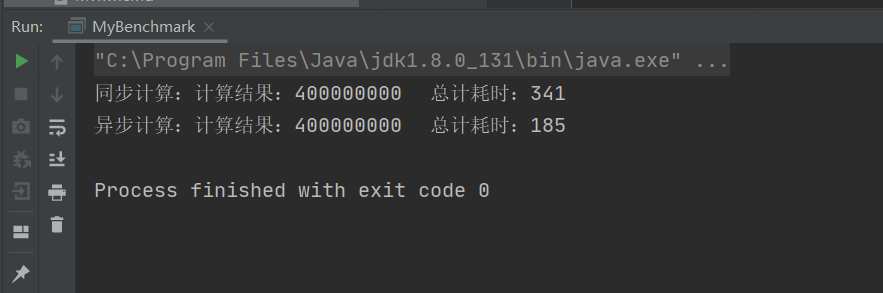 Run:
MyBenchmark
"C:\Program Files\Java\jdk1.8.0_131\bin\java.exe" ...
同步计算：计算结果：400000000 总计耗时：341
异步计算：计算结果：400000000 总计耗时：185
Process finished with exit code 0